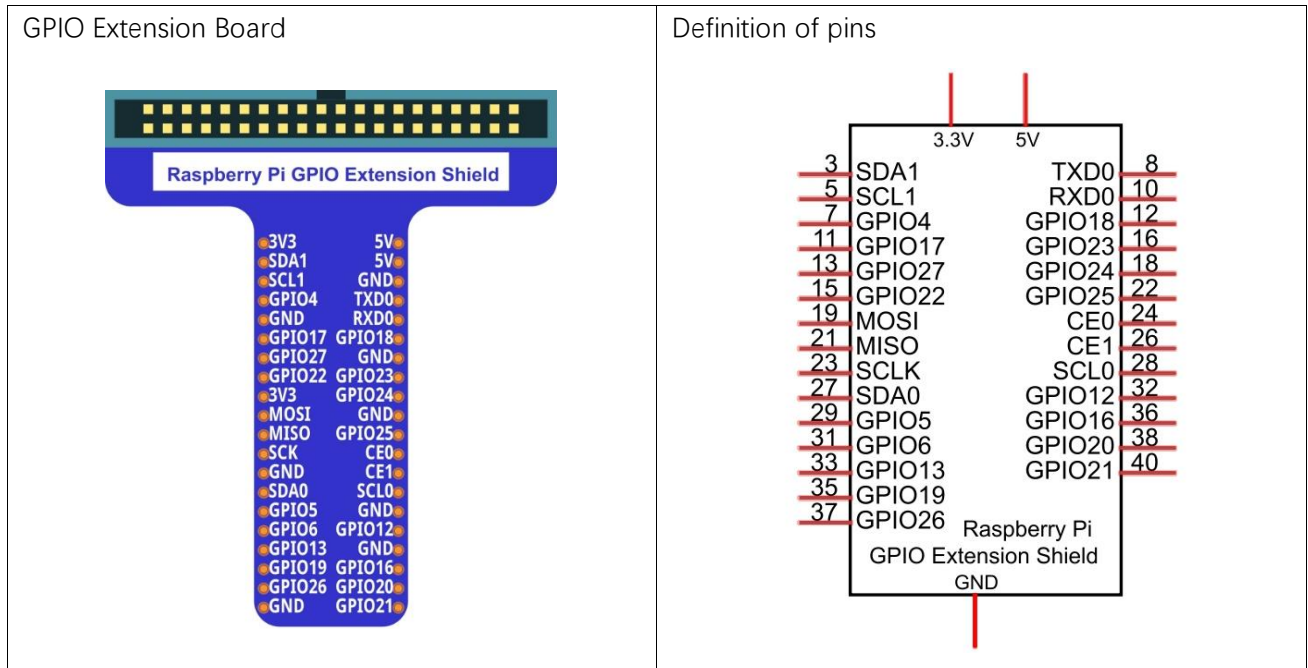 GPIO Extension Board
Definition of pins
Raspberry Pi GPIO Extension Shield
3V3 5V
SDA1 5V
SCL1 GND
GPIO4 TXD0
GND RXD0
GPIO17 GPIO18
GPIO27 GND
GPIO22 GPIO23
3V3 GPIO24
MOSI GND
MISO GPIO25
SCK CE0
GND CE1
SDA0 SCL0
GPIO5 GND
GPIO6 GPIO12
GPIO13 GND
GPIO19 GPIO16
GPIO26 GPIO20
GND GPIO21
3.3V 5V
3 SDA1 TXD0 8
5 SCL1 RXD0 10
7 GPIO4 GPIO18 12
11 GPIO17 GPIO23 16
13 GPIO27 GPIO24 18
15 GPIO22 GPIO25 22
19 MOSI CE0 24
21 MISO CE1 26
23 SCLK SCL0 28
27 SDA0 GPIO12 32
29 GPIO5 GPIO16 36
31 GPIO6 GPIO20 38
33 GPIO13 GPIO21 40
35 GPIO19
37 GPIO26
Raspberry Pi
GPIO Extension Shield
GND